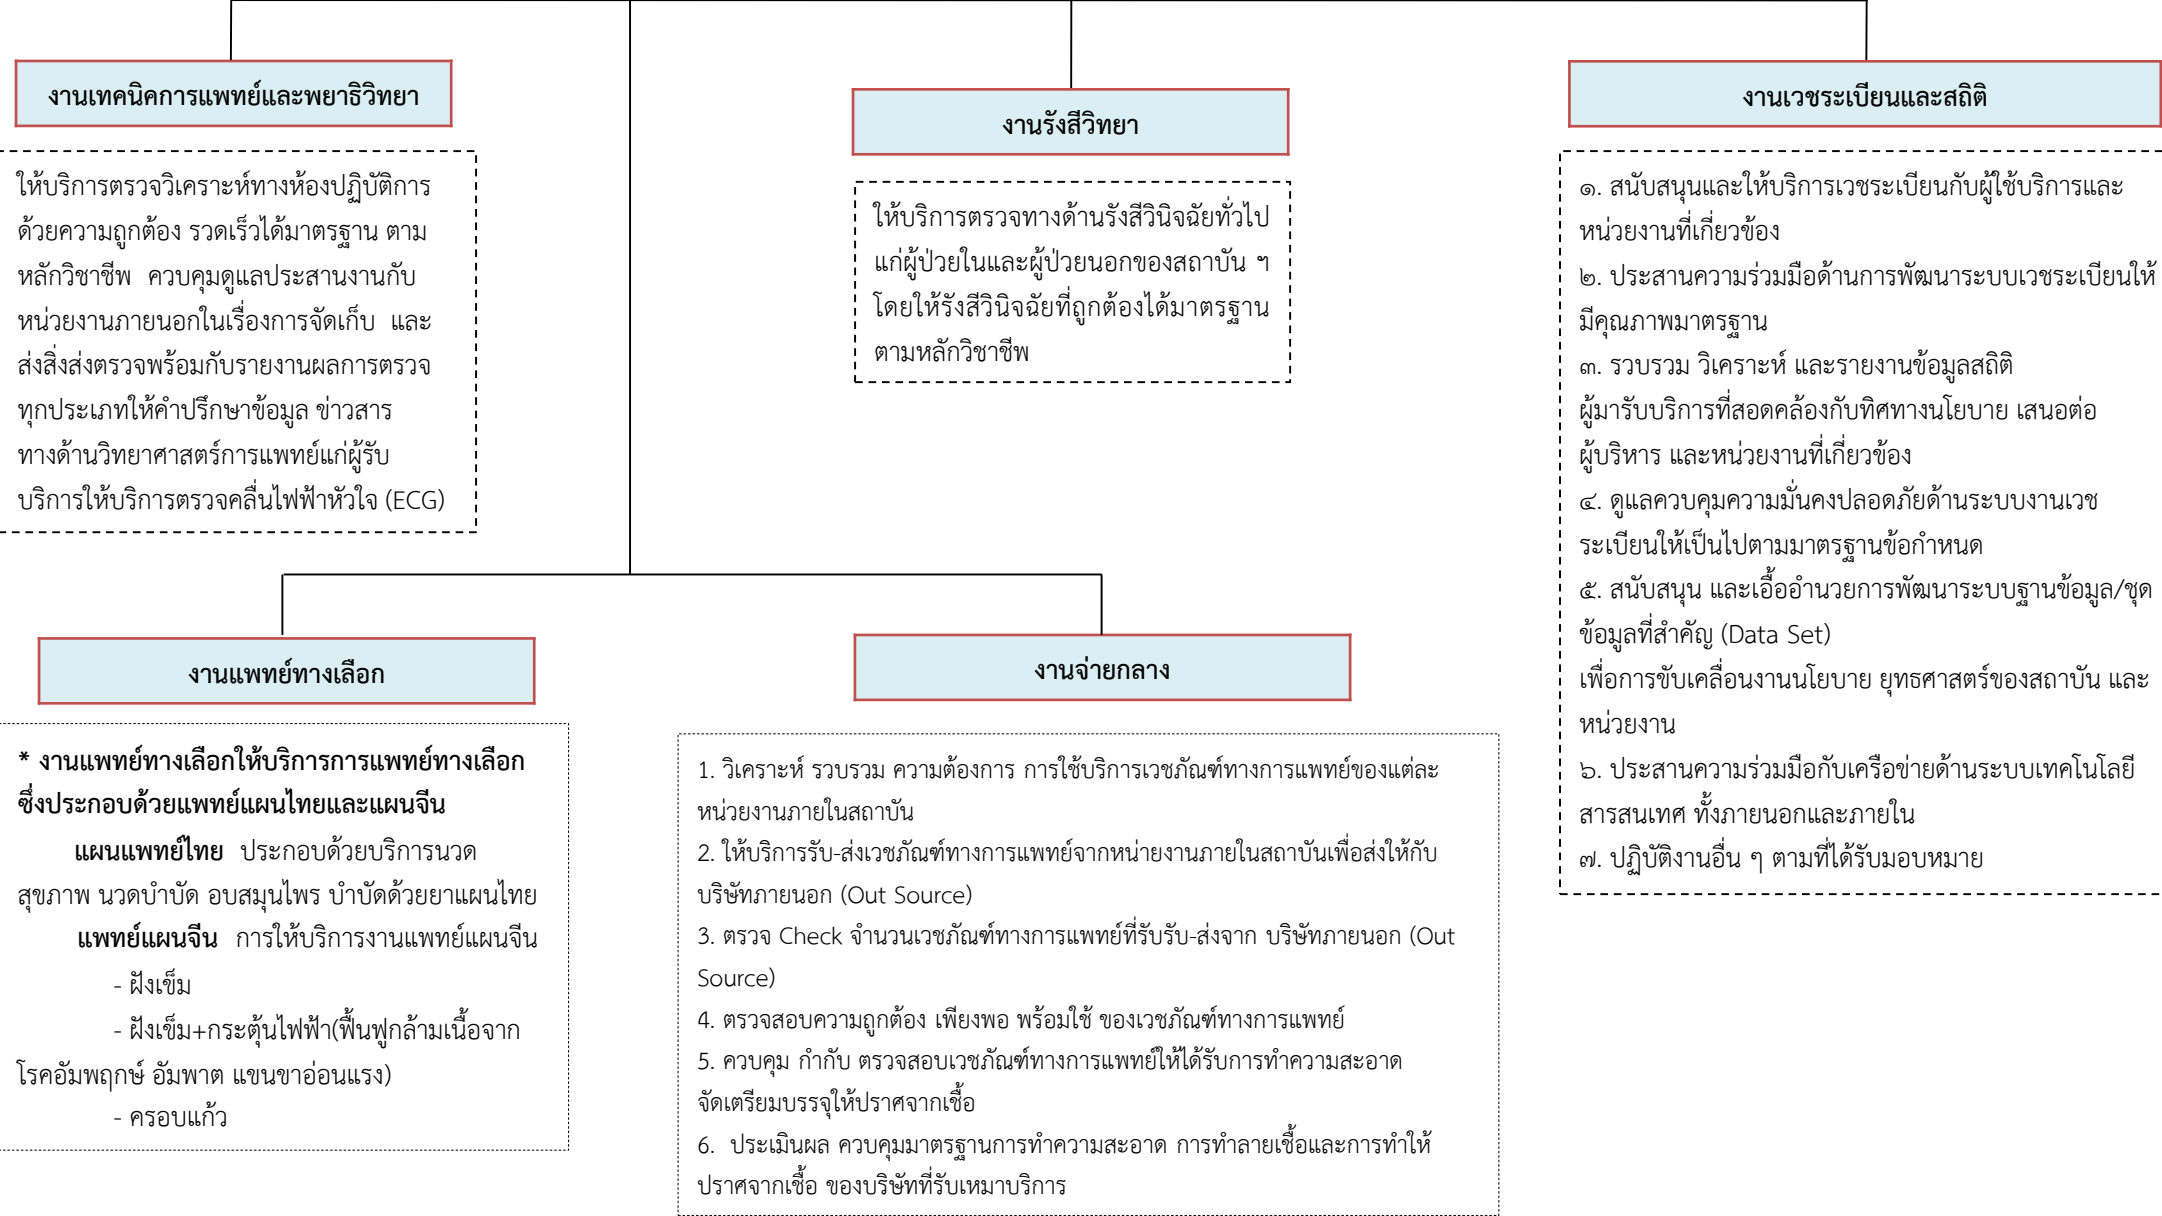 งานเทคนิคการแพทย์และพยาธิวิทยา
ให้บริการตรวจวิเคราะห์ทางห้องปฏิบัติการ
ด้วยความถูกต้อง รวดเร็วได้มาตรฐาน ตาม
หลักวิชาชีพ ควบคุมดูแลประสานงานกับ
หน่วยงานภายนอกในเรื่องการจัดเก็บ และ
ส่งสิ่งส่งตรวจพร้อมกับรายงานผลการตรวจ
ทุกประเภทให้คำปรึกษาข้อมูล ข่าวสาร
ทางด้านวิทยาศาสตร์การแพทย์แก่ผู้รับ
บริการให้บริการตรวจคลื่นไฟฟ้าหัวใจ (ECG)
งานรังสีวิทยา
ให้บริการตรวจทางด้านรังสีวินิจฉัยทั่วไป
แก่ผู้ป่วยในและผู้ป่วยนอกของสถาบัน ฯ
โดยให้รังสีวินิจฉัยที่ถูกต้องได้มาตรฐาน
ตามหลักวิชาชีพ
งานเวชระเบียนและสถิติ
๑. สนับสนุนและให้บริการเวชระเบียนกับผู้ใช้บริการและ
หน่วยงานที่เกี่ยวข้อง
๒. ประสานความร่วมมือด้านการพัฒนาระบบเวชระเบียนให้
มีคุณภาพมาตรฐาน
๓. รวบรวม วิเคราะห์ และรายงานข้อมูลสถิติ
ผู้มารับบริการที่สอดคล้องกับทิศทางนโยบาย เสนอต่อ
ผู้บริหาร และหน่วยงานที่เกี่ยวข้อง
๔. ดูแลควบคุมความมั่นคงปลอดภัยด้านระบบงานเวช
ระเบียนให้เป็นไปตามมาตรฐานข้อกำหนด
๕. สนับสนุน และเอื้ออำนวยการพัฒนาระบบฐานข้อมูล/ชุด
ข้อมูลที่สำคัญ (Data Set)
เพื่อการขับเคลื่อนงานนโยบาย ยุทธศาสตร์ของสถาบัน และ
หน่วยงาน
๖. ประสานความร่วมมือกับเครือข่ายด้านระบบเทคโนโลยี
สารสนเทศ ทั้งภายนอกและภายใน
๗. ปฏิบัติงานอื่น ๆ ตามที่ได้รับมอบหมาย
งานแพทย์ทางเลือก
* งานแพทย์ทางเลือกให้บริการการแพทย์ทางเลือก
ซึ่งประกอบด้วยแพทย์แผนไทยและแผนจีน
แผนแพทย์ไทย ประกอบด้วยบริการนวด
สุขภาพ นวดบำบัด อบสมุนไพร บำบัดด้วยยาแผนไทย
แพทย์แผนจีน การให้บริการงานแพทย์แผนจีน
- ฝังเข็ม
- ฝังเข็ม+กระตุ้นไฟฟ้า(ฟื้นฟูกล้ามเนื้อจาก
โรคอัมพฤกษ์ อัมพาต แขนขาอ่อนแรง)
- ครอบแก้ว
งานจ่ายกลาง
1. วิเคราะห์ รวบรวม ความต้องการ การใช้บริการเวชภัณฑ์ทางการแพทย์ของแต่ละ
หน่วยงานภายในสถาบัน
2. ให้บริการรับ-ส่งเวชภัณฑ์ทางการแพทย์จากหน่ายงานภายในสถาบันเพื่อส่งให้กับ
บริษัทภายนอก (Out Source)
3. ตรวจ Check จำนวนเวชภัณฑ์ทางการแพทย์ที่รับรับ-ส่งจาก บริษัทภายนอก (Out
Source)
4. ตรวจสอบความถูกต้อง เพียงพอ พร้อมใช้ ของเวชภัณฑ์ทางการแพทย์
5. ควบคุม กำกับ ตรวจสอบเวชภัณฑ์ทางการแพทย์ให้ได้รับการทำความสะอาด
จัดเตรียมบรรจุให้ปราศจากเชื้อ
6. ประเมินผล ควบคุมมาตรฐานการทำความสะอาด การทำลายเชื้อและการทำให้
ปราศจากเชื้อ ของบริษัทที่รับเหมาบริการ